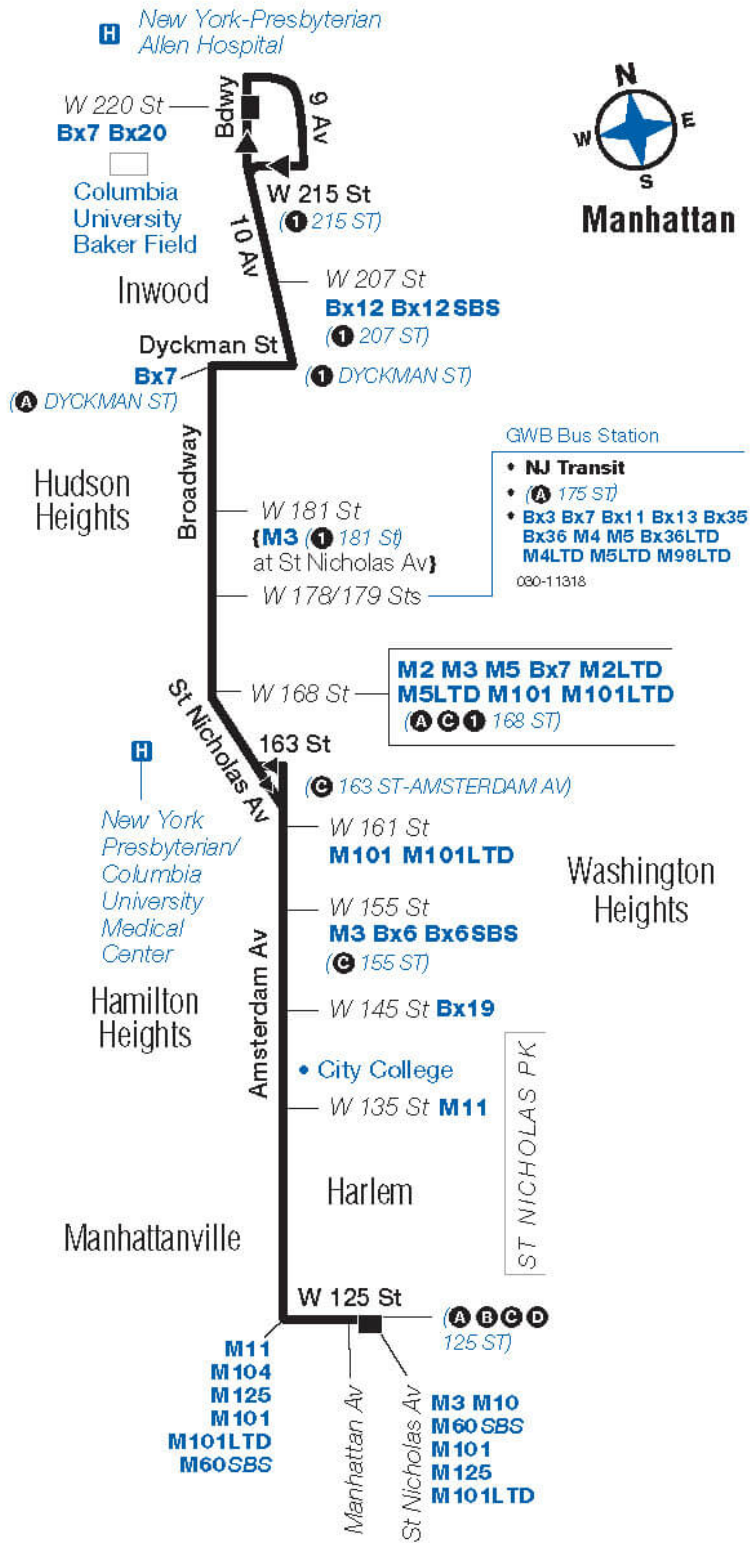 H New York-Presbyterian
Allen Hospital
W 220 St
Bx7 Bx20
Bdwy
9 Av
N
W E
S
Manhattan
Columbia
University
Baker Field
W 215 St
(1 215 ST)
10 Av
Inwood
W 207 St
Bx12 Bx12SBS
(1 207 ST)
Dyckman St
Bx7
(A DYCKMAN ST)
(1 DYCKMAN ST)
Broadway
GWB Bus Station
• NJ Transit
• (A 175 ST)
• Bx3 Bx7 Bx11 Bx13 Bx35
Bx36 M4 M5 Bx36LTD
M4LTD M5LTD M98LTD
030-11318
Hudson
Heights
W 181 St
{M3 (1 181 St)
at St Nicholas Av}
W 178/179 Sts
W 168 St
M2 M3 M5 Bx7 M2LTD
M5LTD M101 M101LTD
(A C 1 168 ST)
St Nicholas Av
163 St
(C 163 ST-AMSTERDAM AV)
H
New York
Presbyterian/
Columbia
University
Medical
Center
W 161 St
M101 M101LTD
Washington
Heights
W 155 St
M3 Bx6 Bx6SBS
(C 155 ST)
Hamilton
Heights
Amsterdam Av
W 145 St Bx19
• City College
W 135 St M11
ST NICHOLAS PK
Harlem
Manhattanville
W 125 St
(A B C D
125 ST)
M11
M104
M125
M101
M101LTD
M60SBS
Manhattan Av
St Nicholas Av
M3 M10
M60SBS
M101
M125
M101LTD